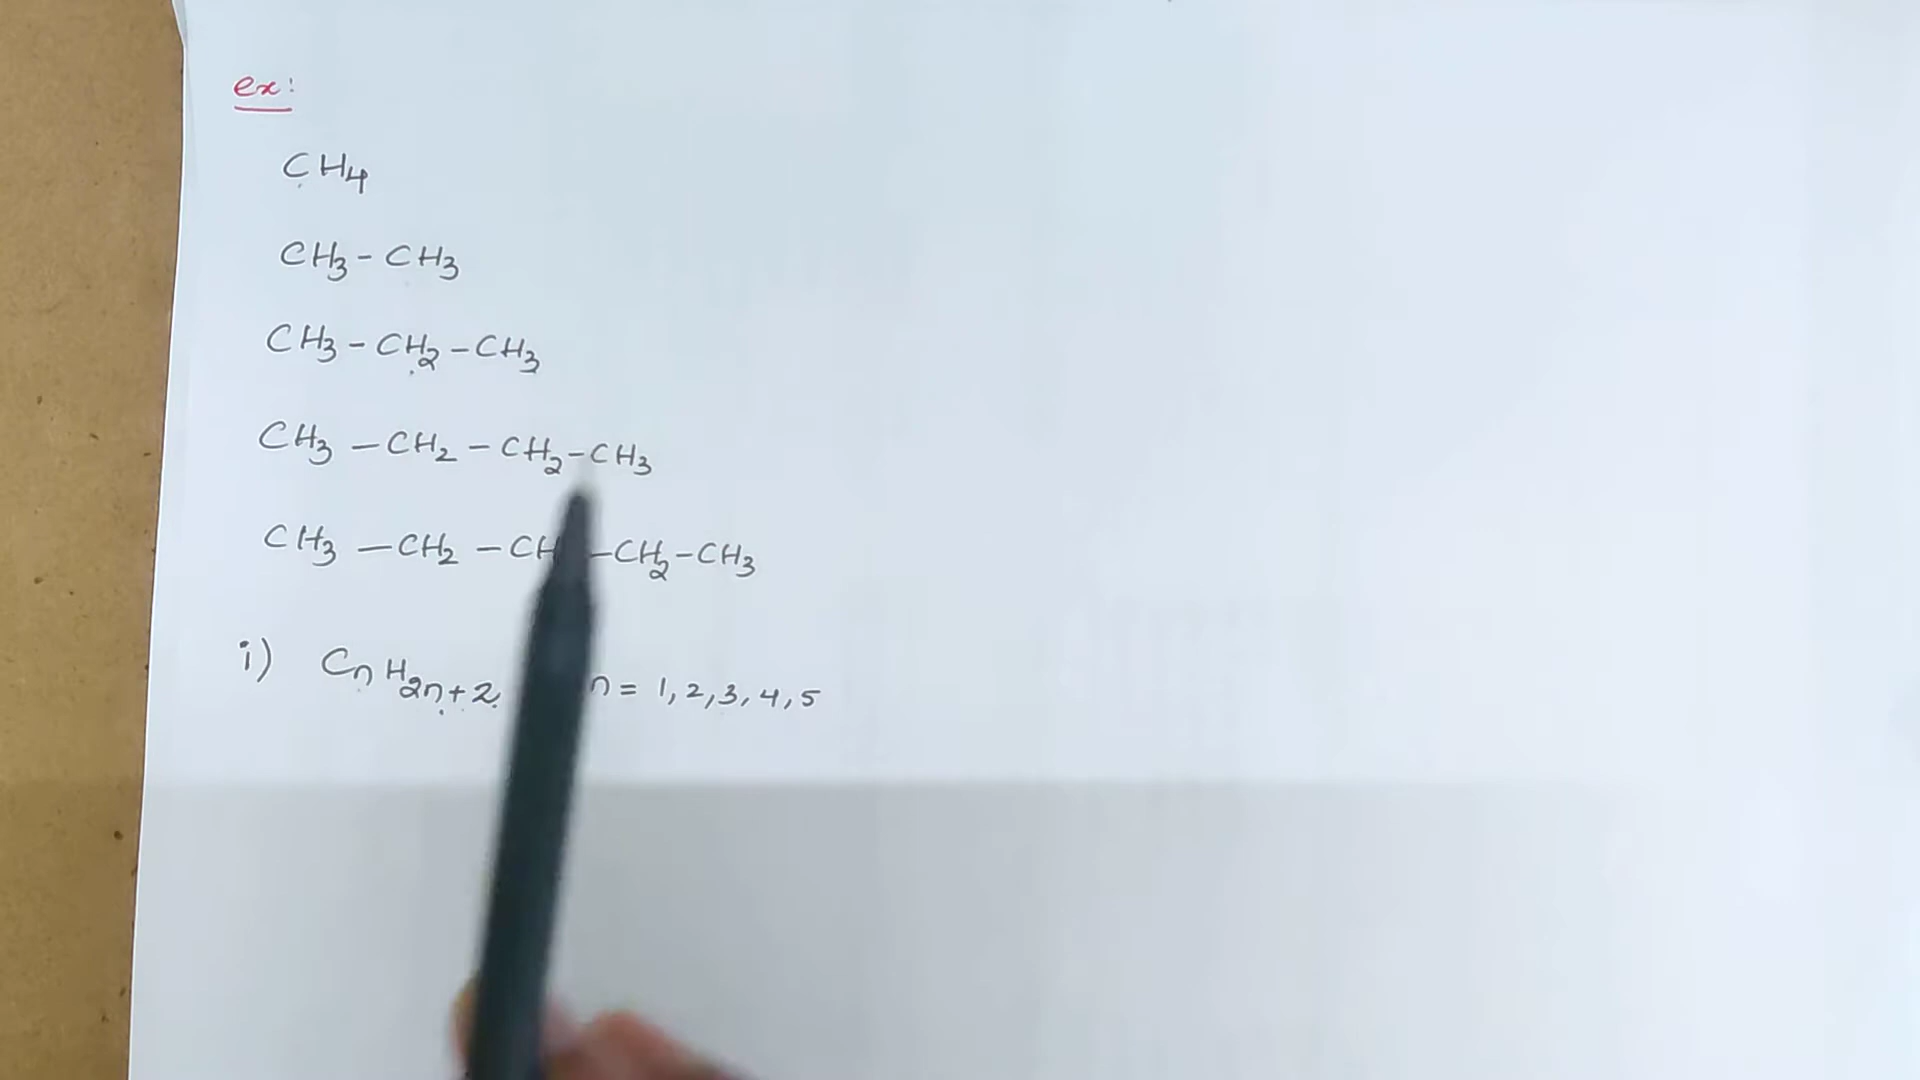 ex:
CH4
CH3 - CH3
CH3 - CH2 - CH3
CH3 - CH2 - CH2 - CH3
CH3 - CH2 - CH - CH2 - CH3
i) CnH2n+2 n = 1, 2, 3, 4, 5